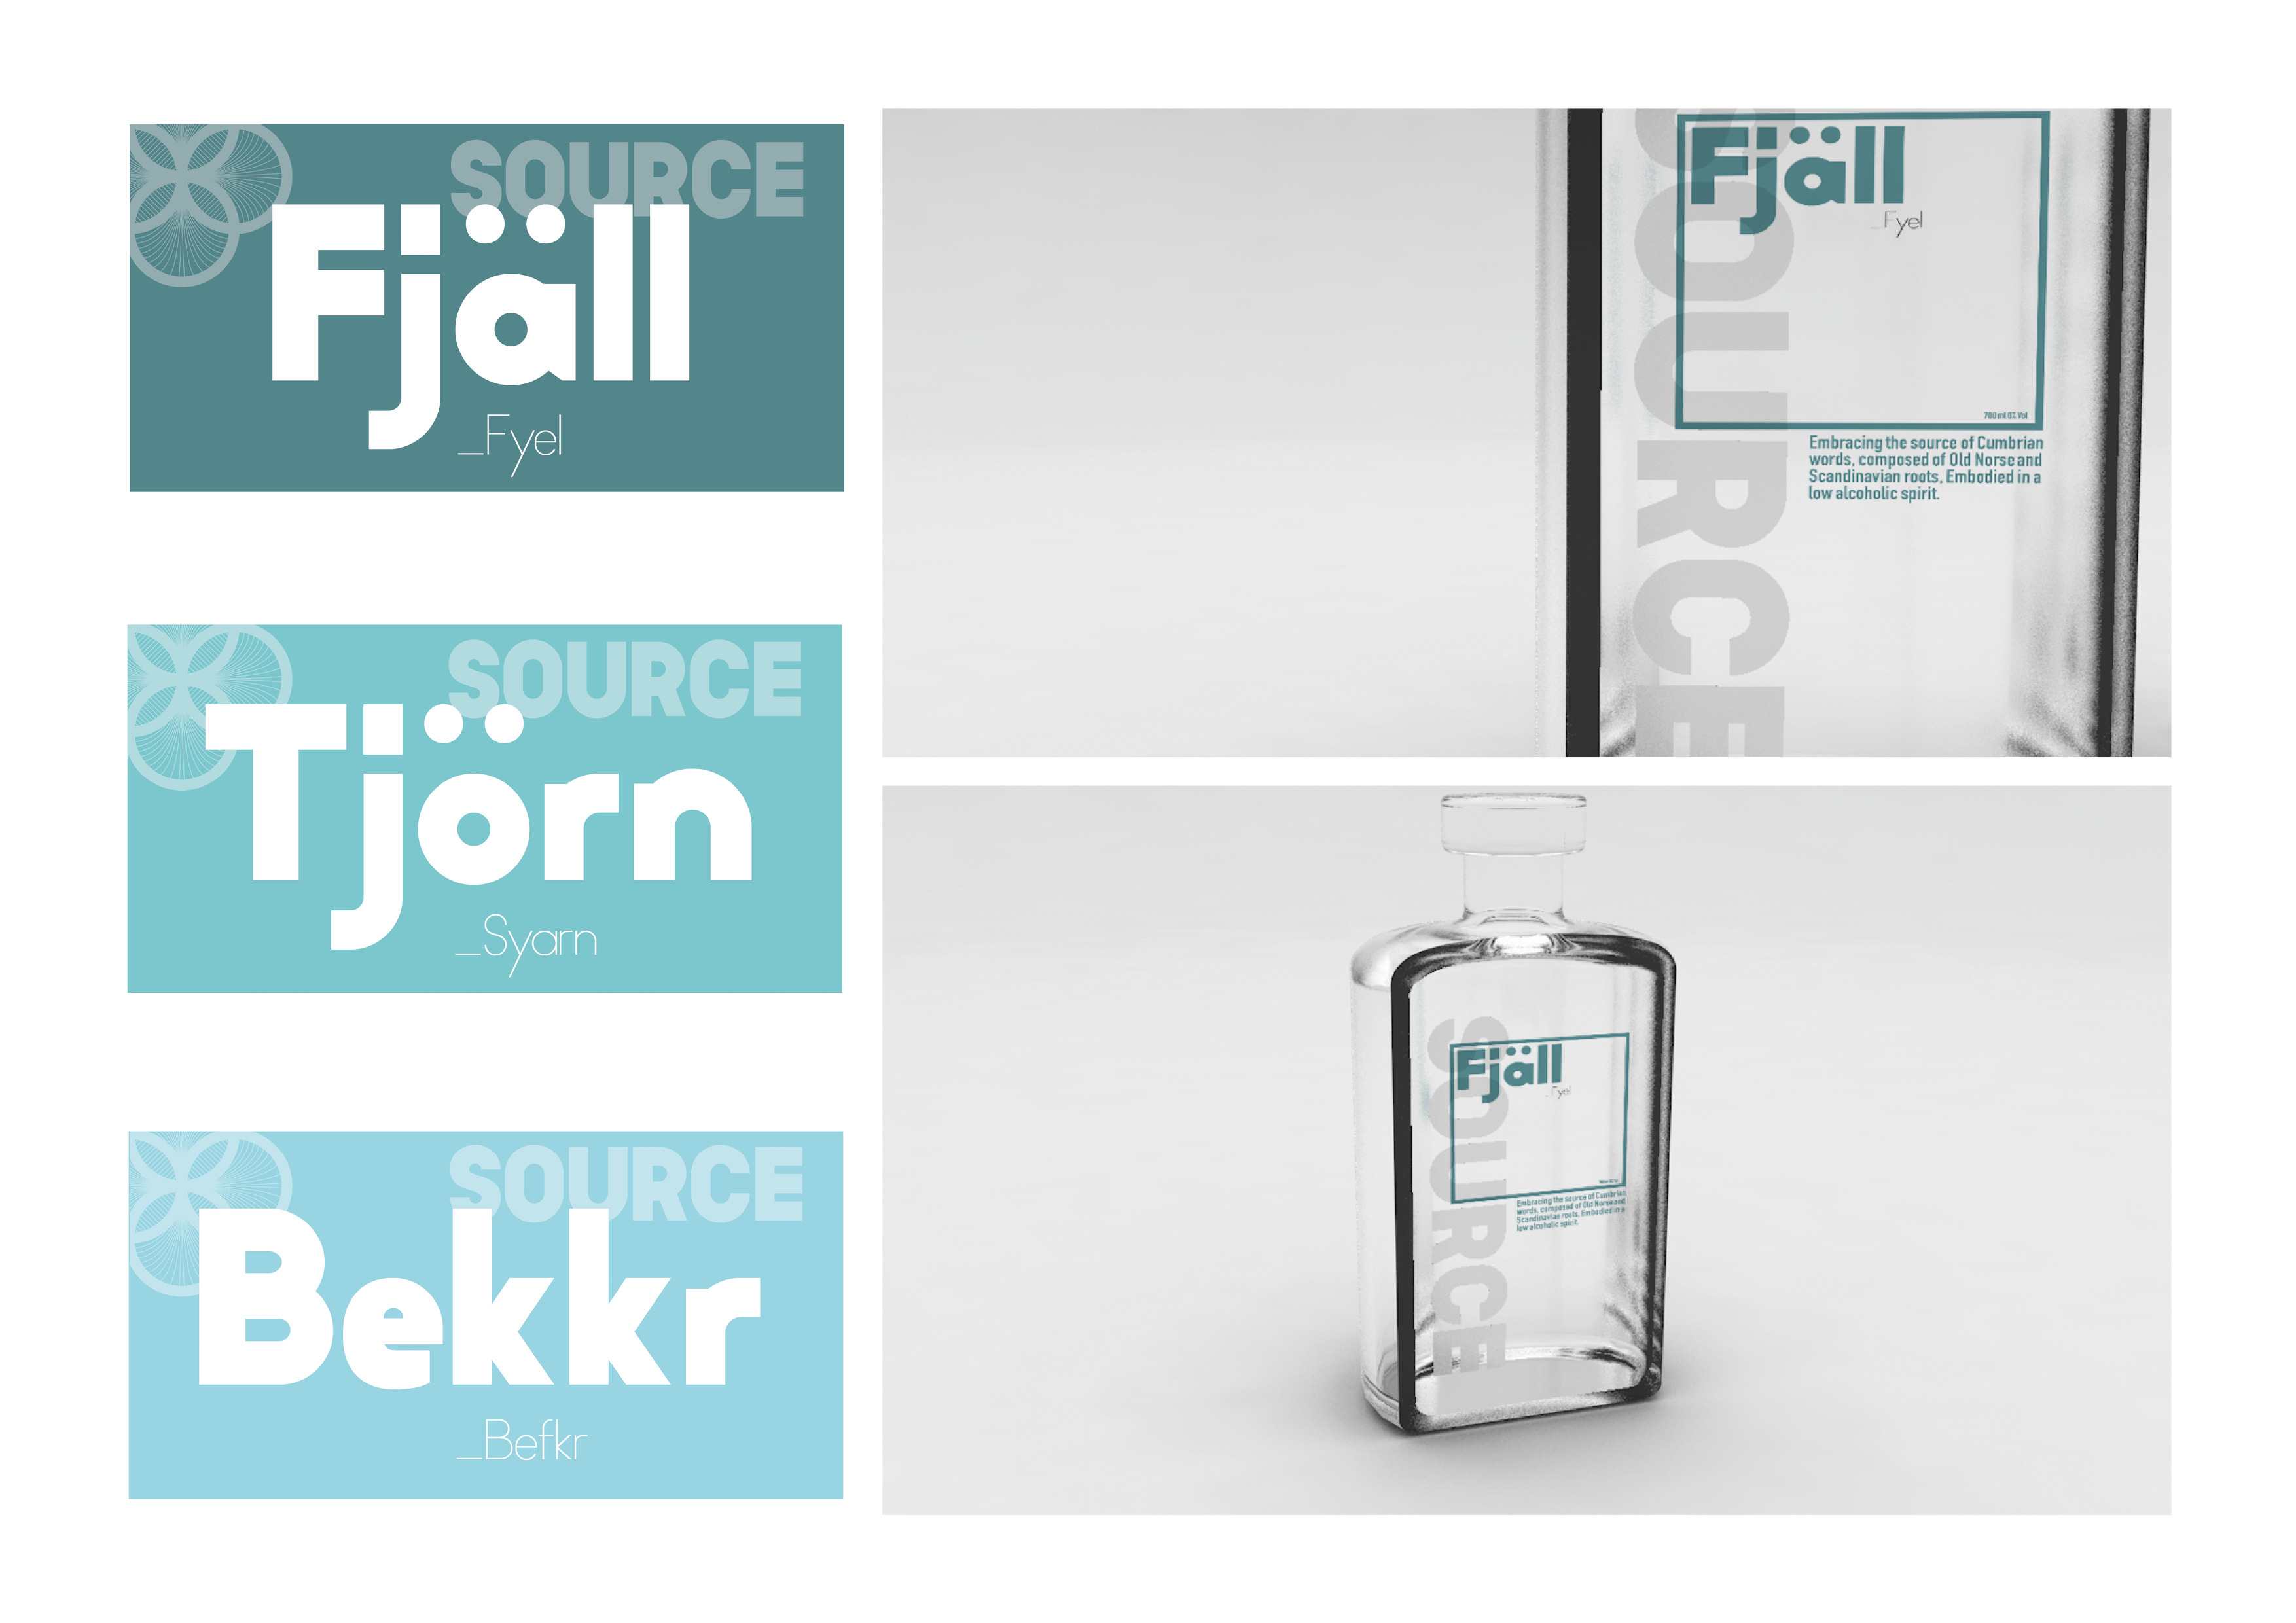 SOURCE
Fjäll
_Fyel
SOURCE
Tjörn
_Syarn
SOURCE
Bekkr
_Befkr
SOURCE
Fjäll
_Fyel
700 ml 0% Vol
Embracing the source of Cumbrian
words, composed of Old Norse and
Scandinavian roots, Embodied in a
low alcoholic spirit.
SOURCE
Fjäll
_Fyel
Embracing the source of Cumbrian
words, composed of Old Norse and
Scandinavian roots, Embodied in a
low alcoholic spirit.